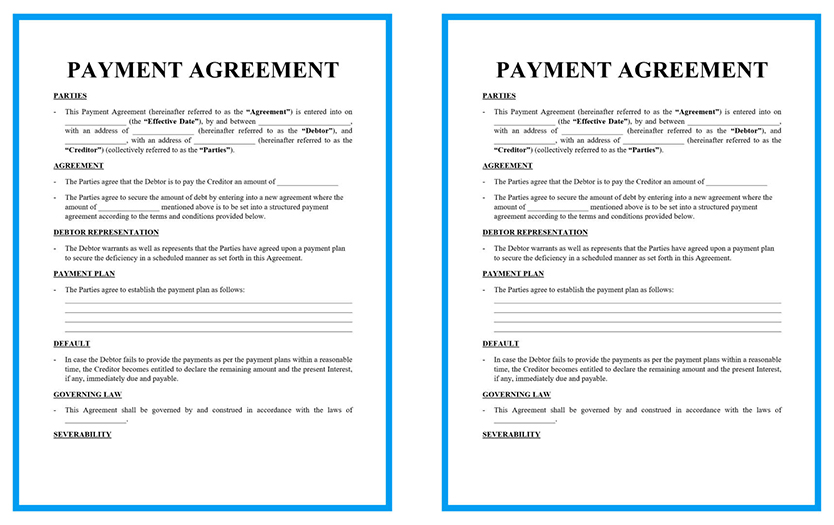 PAYMENT AGREEMENT
PARTIES
- This Payment Agreement (hereinafter referred to as the “Agreement”) is entered into on
________________ (the “Effective Date”), by and between ________________________,
with an address of ________________ (hereinafter referred to as the “Debtor”), and
________________, with an address of ________________ (hereinafter referred to as the
“Creditor”) (collectively referred to as the “Parties”).
AGREEMENT
- The Parties agree that the Debtor is to pay the Creditor an amount of ________________
- The Parties agree to secure the amount of debt by entering into a new agreement where the
amount of ________________ mentioned above is to be set into a structured payment
agreement according to the terms and conditions provided below.
DEBTOR REPRESENTATION
- The Debtor warrants as well as represents that the Parties have agreed upon a payment plan
to secure the deficiency in a scheduled manner as set forth in this Agreement.
PAYMENT PLAN
- The Parties agree to establish the payment plan as follows:
DEFAULT
- In case the Debtor fails to provide the payments as per the payment plans within a reasonable
time, the Creditor becomes entitled to declare the remaining amount and the present Interest,
if any, immediately due and payable.
GOVERNING LAW
- This Agreement shall be governed by and construed in accordance with the laws of
________________.
SEVERABILITY
PAYMENT AGREEMENT
PARTIES
- This Payment Agreement (hereinafter referred to as the “Agreement”) is entered into on
________________ (the “Effective Date”), by and between ________________________,
with an address of ________________ (hereinafter referred to as the “Debtor”), and
________________, with an address of ________________ (hereinafter referred to as the
“Creditor”) (collectively referred to as the “Parties”).
AGREEMENT
- The Parties agree that the Debtor is to pay the Creditor an amount of ________________
- The Parties agree to secure the amount of debt by entering into a new agreement where the
amount of ________________ mentioned above is to be set into a structured payment
agreement according to the terms and conditions provided below.
DEBTOR REPRESENTATION
- The Debtor warrants as well as represents that the Parties have agreed upon a payment plan
to secure the deficiency in a scheduled manner as set forth in this Agreement.
PAYMENT PLAN
- The Parties agree to establish the payment plan as follows:
DEFAULT
- In case the Debtor fails to provide the payments as per the payment plans within a reasonable
time, the Creditor becomes entitled to declare the remaining amount and the present Interest,
if any, immediately due and payable.
GOVERNING LAW
- This Agreement shall be governed by and construed in accordance with the laws of
________________.
SEVERABILITY